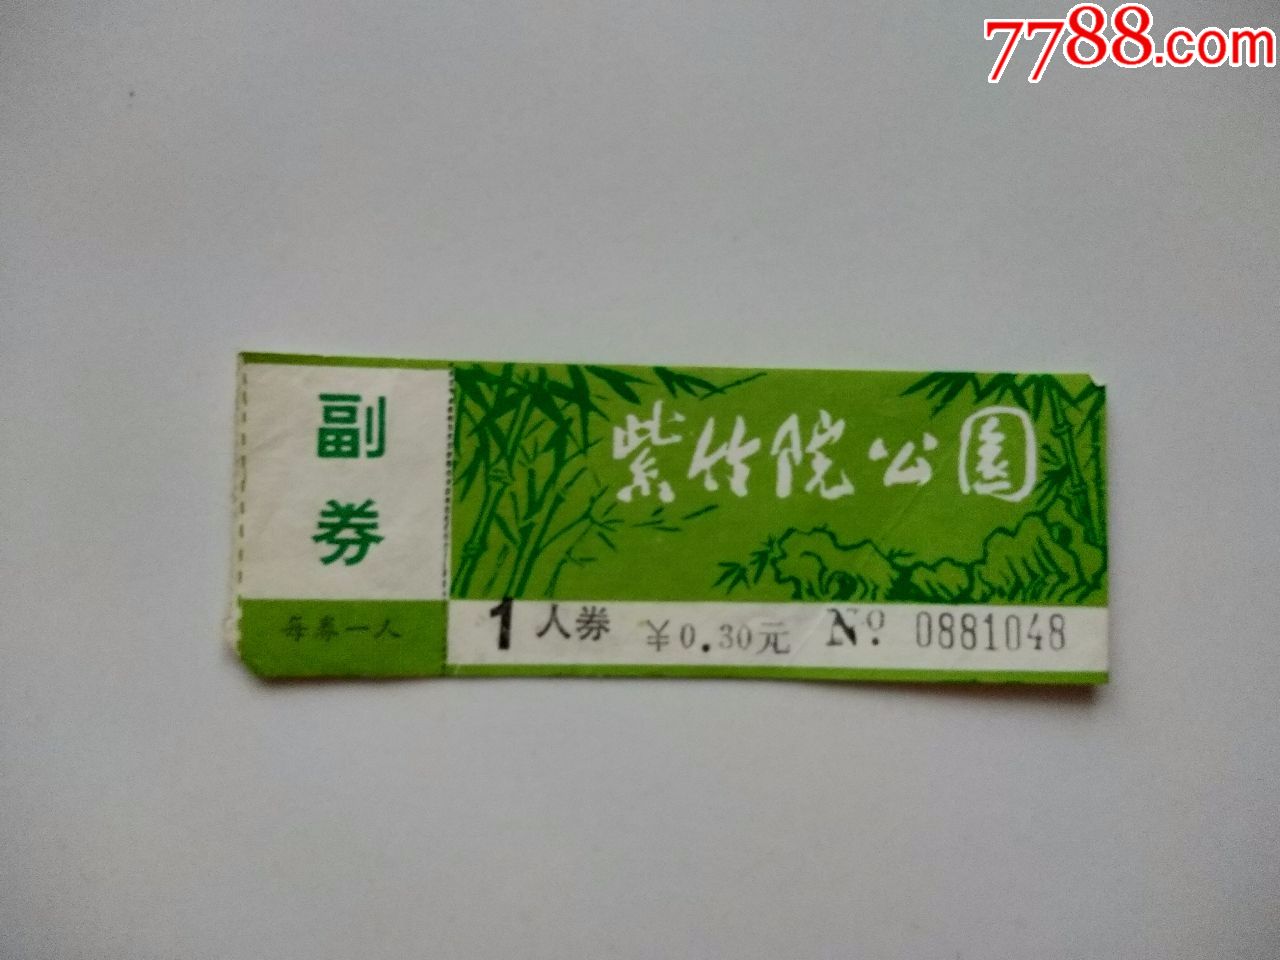 7788.com
副
券
每券一人
紫竹院公園
1人券 ￥0.30元 Nº 0881048